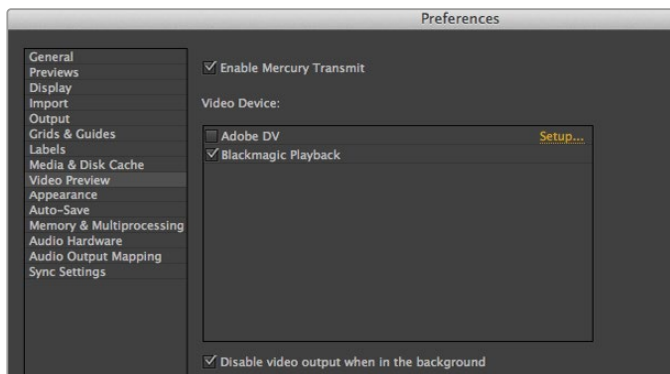 Preferences
General
Previews
Display
Import
Output
Grids & Guides
Labels
Media & Disk Cache
Video Preview
Appearance
Auto-Save
Memory & Multiprocessing
Audio Hardware
Audio Output Mapping
Sync Settings
Enable Mercury Transmit
Video Device:
Adobe DV Setup...
Blackmagic Playback
Disable video output when in the background